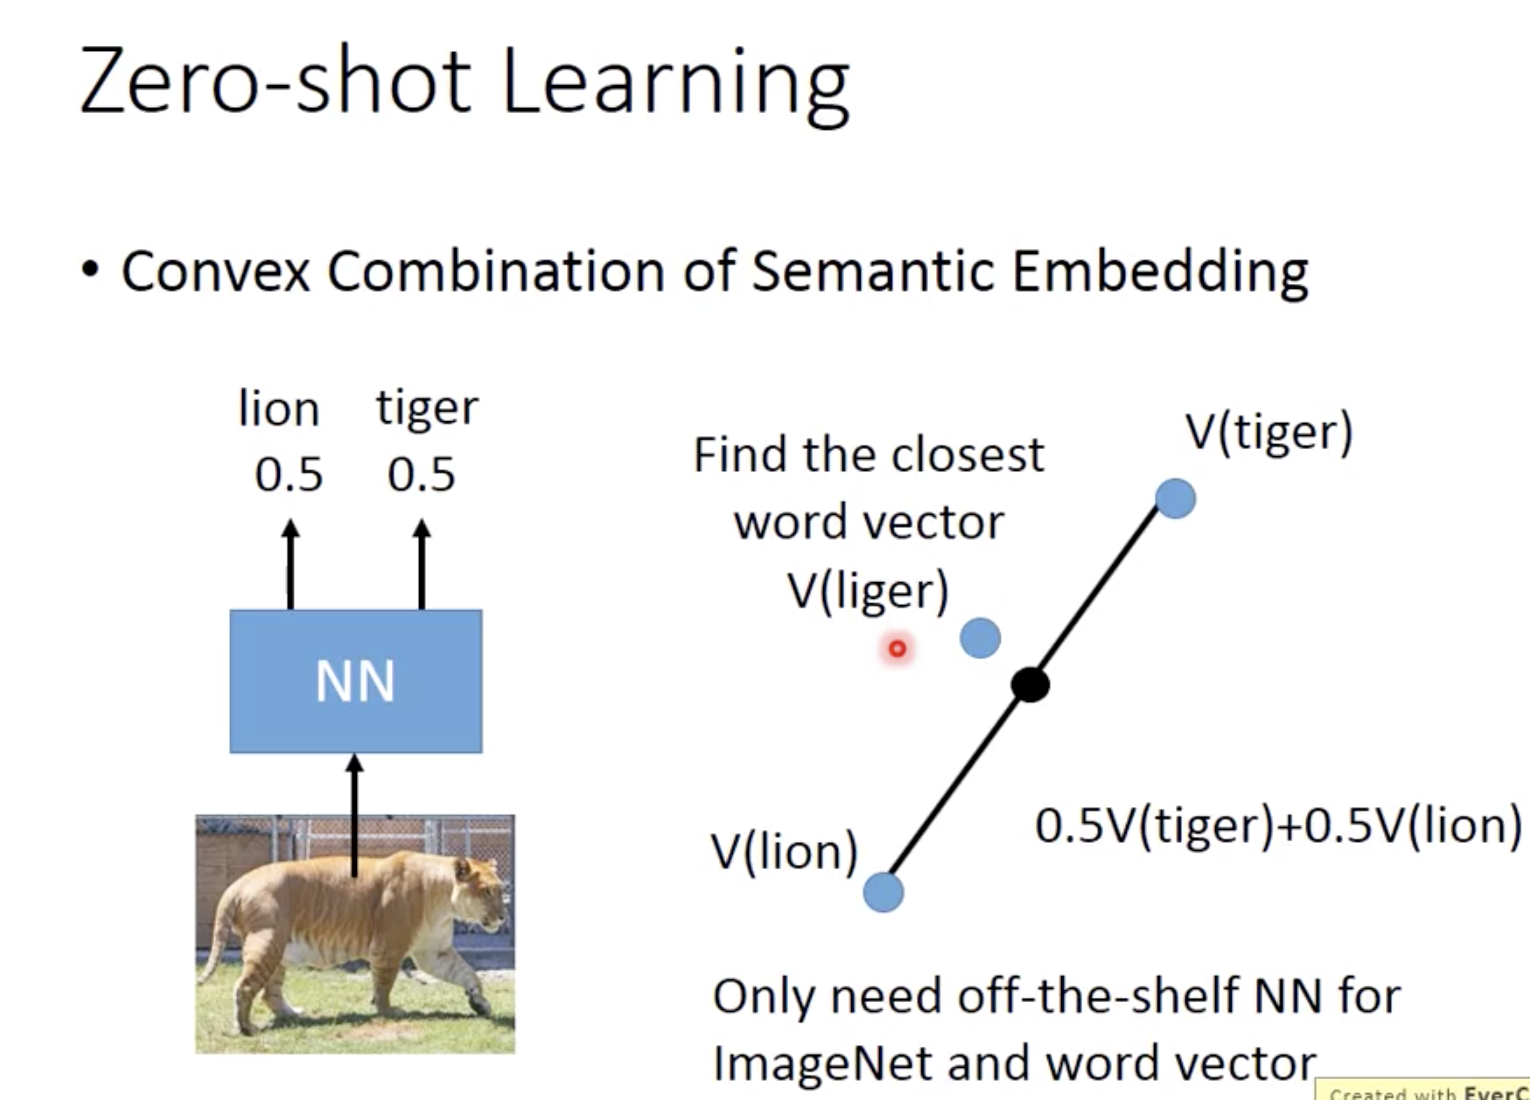 Zero-shot Learning
• Convex Combination of Semantic Embedding
lion tiger
0.5 0.5
NN
Find the closest
word vector
V(liger)
V(tiger)
V(lion)
0.5V(tiger)+0.5V(lion)
Only need off-the-shelf NN for
ImageNet and word vector
Created with EverC